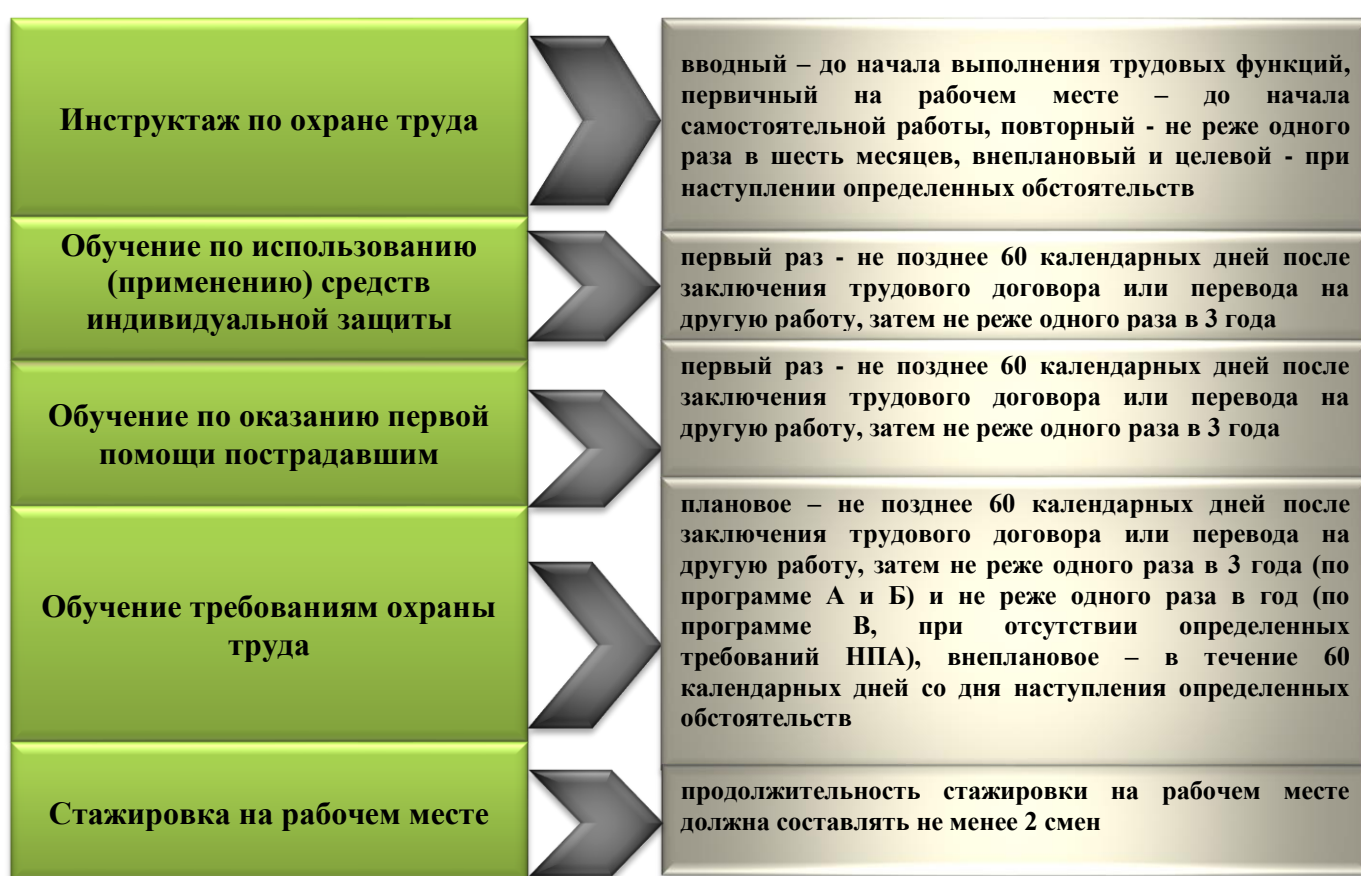 Инструктаж по охране труда
вводный – до начала выполнения трудовых функций,
первичный на рабочем месте – до начала
самостоятельной работы, повторный - не реже одного
раза в шесть месяцев, внеплановый и целевой - при
наступлении определенных обстоятельств
Обучение по использованию
(применению) средств
индивидуальной защиты
первый раз - не позднее 60 календарных дней после
заключения трудового договора или перевода на
другую работу, затем не реже одного раза в 3 года
Обучение по оказанию первой
помощи пострадавшим
первый раз - не позднее 60 календарных дней после
заключения трудового договора или перевода на
другую работу, затем не реже одного раза в 3 года
Обучение требованиям охраны
труда
плановое – не позднее 60 календарных дней после
заключения трудового договора или перевода на
другую работу, затем не реже одного раза в 3 года (по
программе А и Б) и не реже одного раза в год (по
программе В, при отсутствии определенных
требований НПА), внеплановое – в течение 60
календарных дней со дня наступления определенных
обстоятельств
Стажировка на рабочем месте
продолжительность стажировки на рабочем месте
должна составлять не менее 2 смен